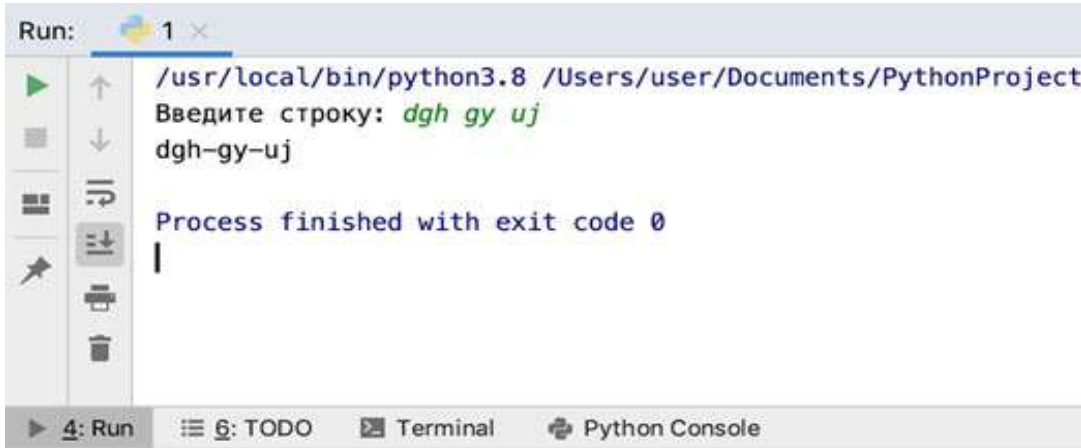 Run: 1
/usr/local/bin/python3.8 /Users/user/Documents/PythonProject
Введите строку: dgh gy uj
dgh-gy-uj
Process finished with exit code 0
4: Run 6: TODO Terminal Python Console